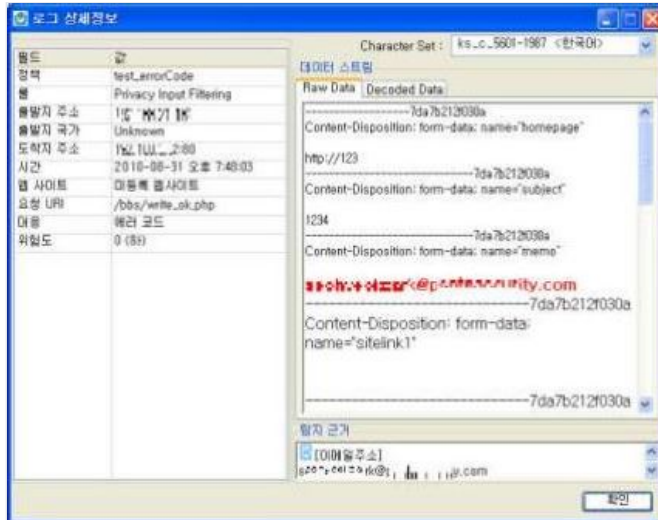 로그 상세정보
필드 값
정책 test_errorCode
룰 Privacy Input Filtering
출발지 주소
출발지 국가 Unknown
도착지 주소
시간 2010-08-31 오후 7:48:03
웹 사이트 미등록 웹사이트
요청 URI /bbs/write_ok.php
대응 에러 코드
위험도 0 (하)
Character Set : ks_c_5601-1987 <한국어>
데이터 스트림
Raw Data Decoded Data
-----------------------------7da7b212f030a
Content-Disposition: form-data; name="homepage"
http://123
-----------------------------7da7b212f030a
Content-Disposition: form-data; name="subject"
1234
-----------------------------7da7b212f030a
Content-Disposition: form-data; name="memo"
-----------------------------7da7b212f030a
Content-Disposition: form-data;
name="sitelink1"
-----------------------------7da7b212f030a
탐지 근거
[이메일주소]
확인